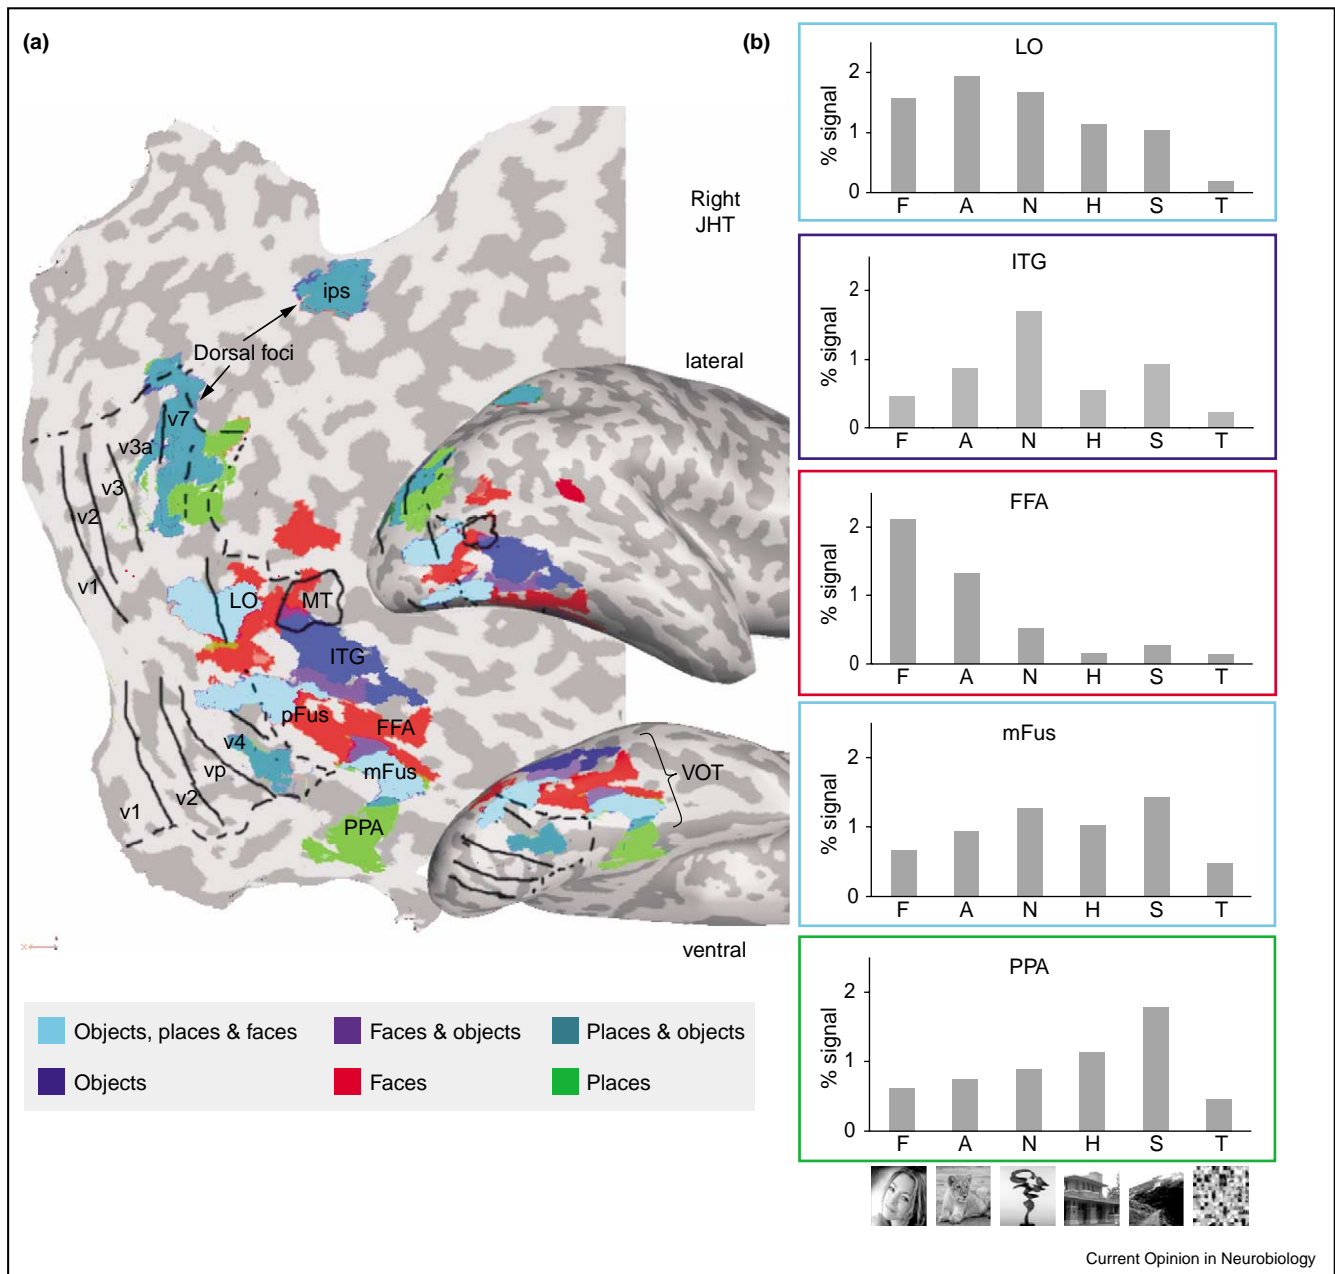 (a)
Right
JHT
ips
Dorsal foci
lateral
v7
v3a
v3
v2
v1
LO
MT
ITG
pFus
FFA
v4
mFus
vp
VOT
v2
v1
PPA
ventral
Objects, places & faces
Faces & objects
Places & objects
Objects
Faces
Places
(b)
LO
% signal
2
1
0
F A N H S T
ITG
% signal
2
1
0
F A N H S T
FFA
% signal
2
1
0
F A N H S T
mFus
% signal
2
1
0
F A N H S T
PPA
% signal
2
1
0
F A N H S T
Current Opinion in Neurobiology